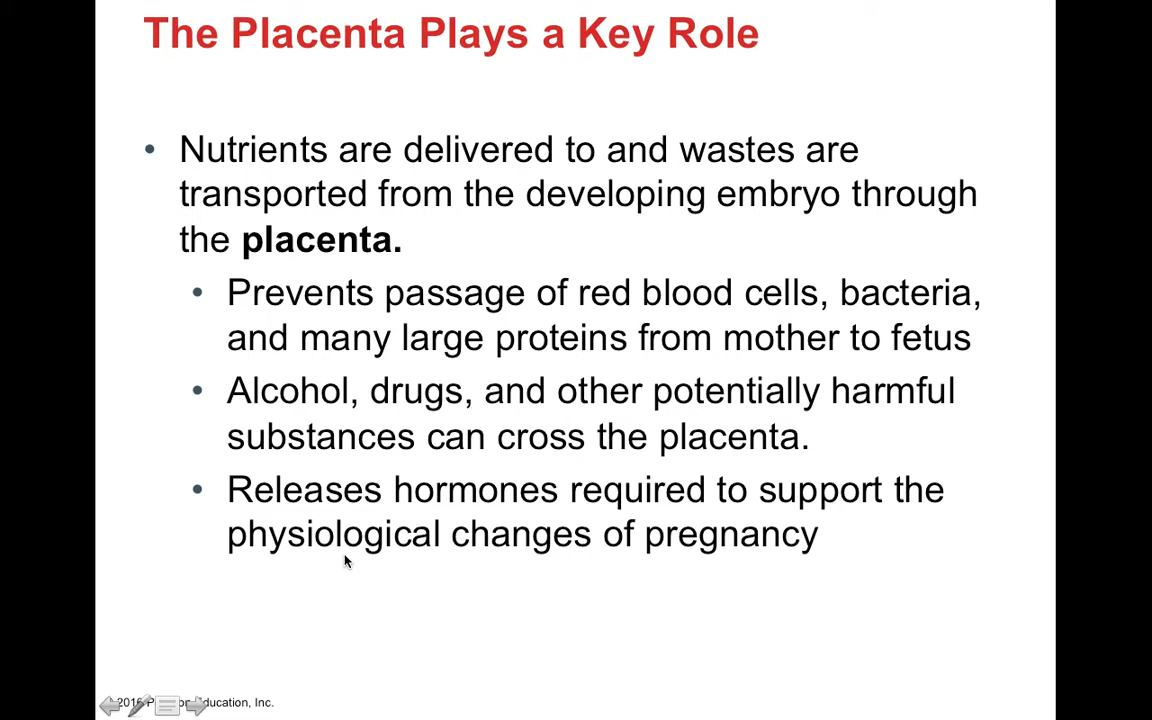 The Placenta Plays a Key Role
• Nutrients are delivered to and wastes are
transported from the developing embryo through
the placenta.
• Prevents passage of red blood cells, bacteria,
and many large proteins from mother to fetus
• Alcohol, drugs, and other potentially harmful
substances can cross the placenta.
• Releases hormones required to support the
physiological changes of pregnancy
2016 Education, Inc.